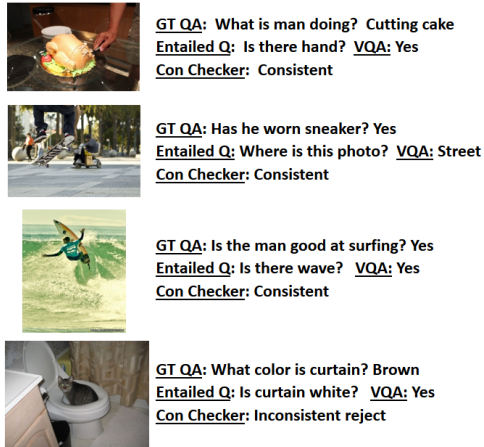 GT QA: What is man doing? Cutting cake
Entailed Q: Is there hand? VQA: Yes
Con Checker: Consistent
GT QA: Has he worn sneaker? Yes
Entailed Q: Where is this photo? VQA: Street
Con Checker: Consistent
GT QA: Is the man good at surfing? Yes
Entailed Q: Is there wave? VQA: Yes
Con Checker: Consistent
GT QA: What color is curtain? Brown
Entailed Q: Is curtain white? VQA: Yes
Con Checker: Inconsistent reject